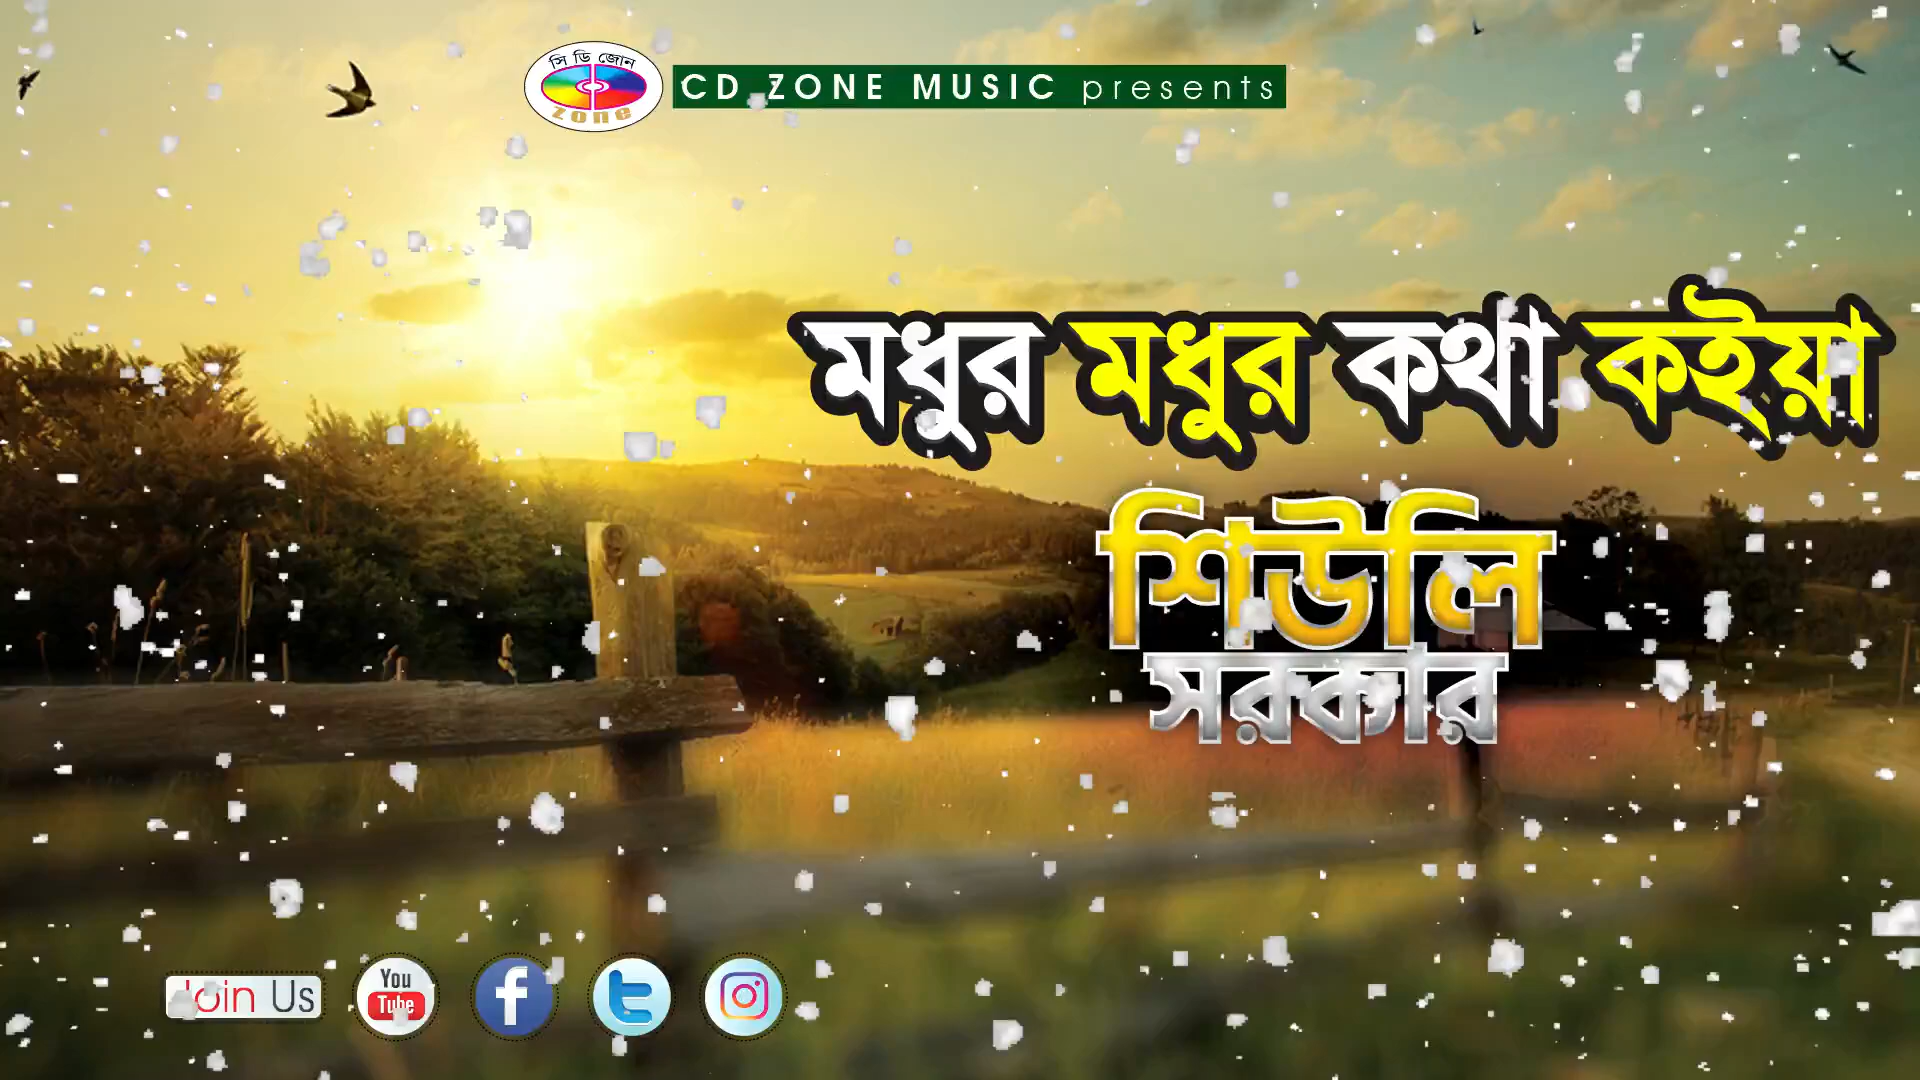 সি ডি জোন
zone
CD ZONE MUSIC presents
মধুর মধুর কথা কইয়া
শিউলি
সরকার
Join Us
You
Tube